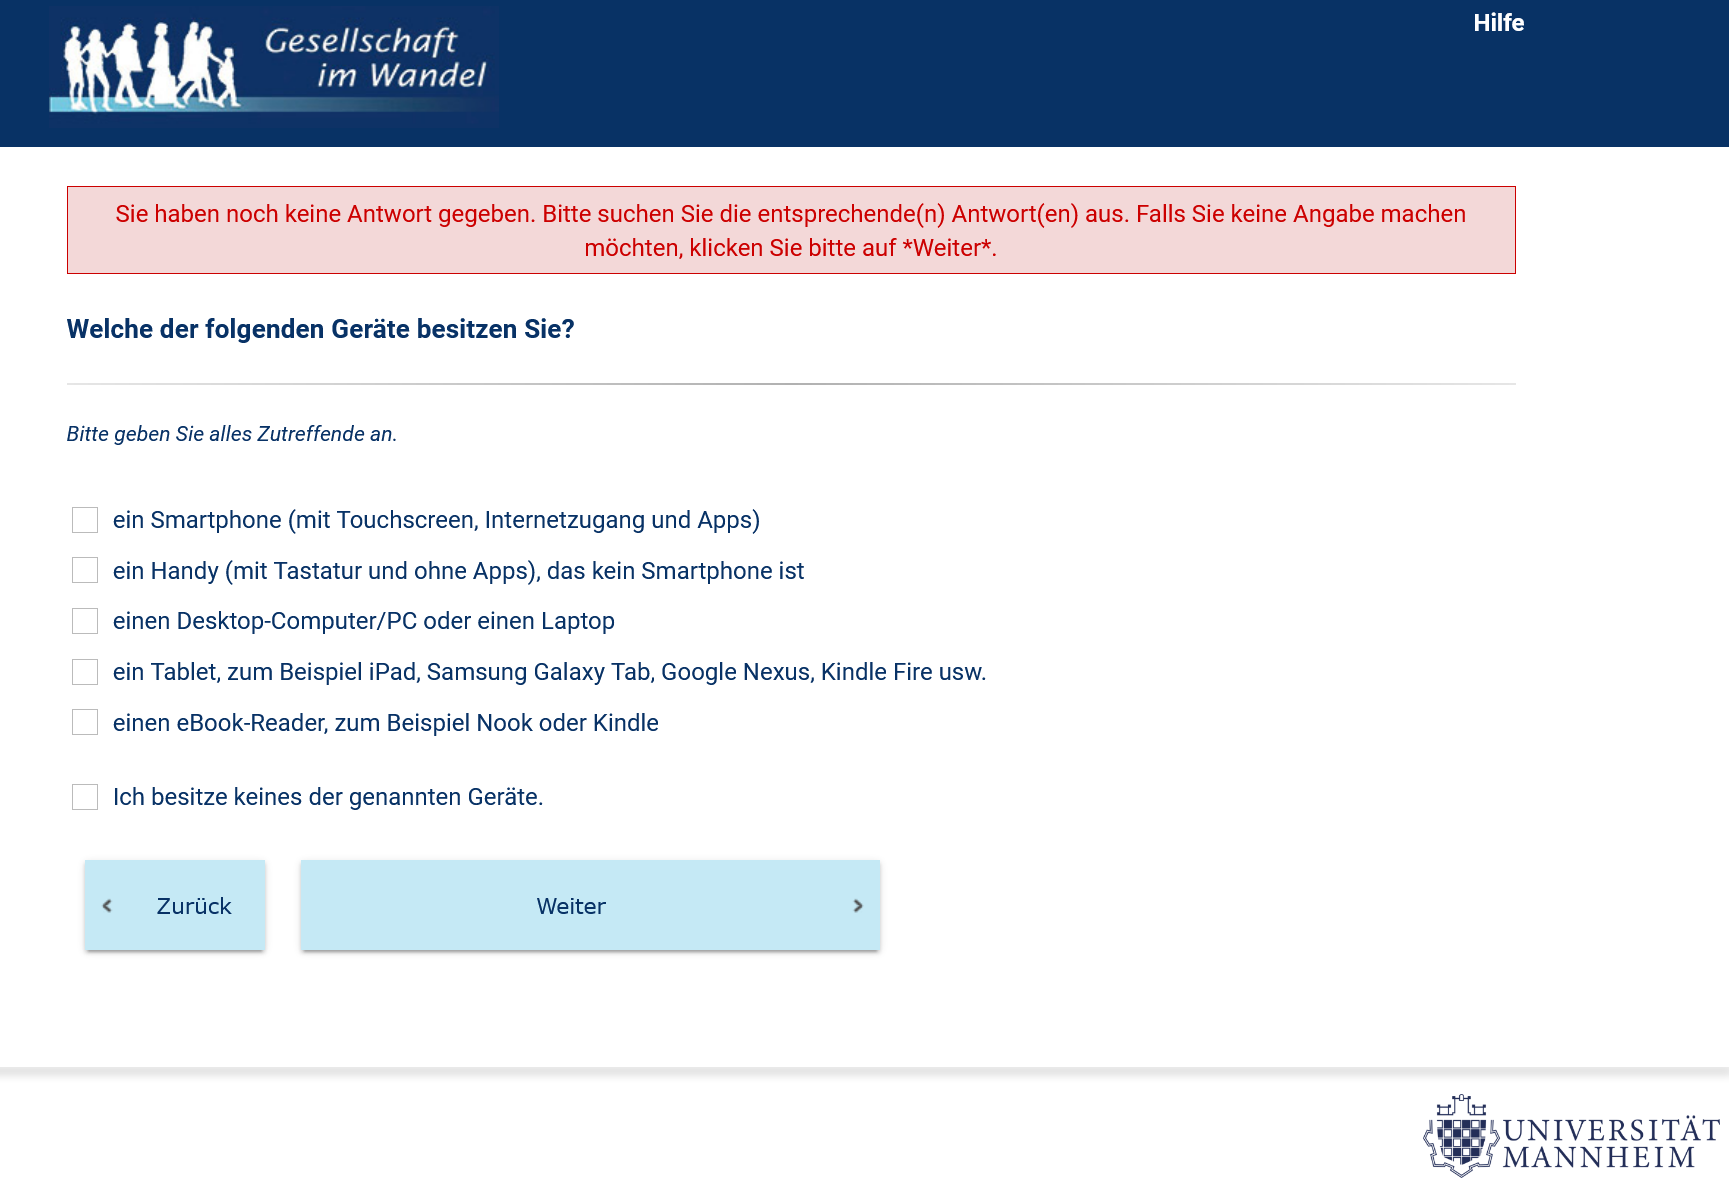 Gesellschaft
im Wandel
Hilfe
Sie haben noch keine Antwort gegeben. Bitte suchen Sie die entsprechende(n) Antwort(en) aus. Falls Sie keine Angabe machen
möchten, klicken Sie bitte auf *Weiter*.
Welche der folgenden Geräte besitzen Sie?
Bitte geben Sie alles Zutreffende an.
ein Smartphone (mit Touchscreen, Internetzugang und Apps)
ein Handy (mit Tastatur und ohne Apps), das kein Smartphone ist
einen Desktop-Computer/PC oder einen Laptop
ein Tablet, zum Beispiel iPad, Samsung Galaxy Tab, Google Nexus, Kindle Fire usw.
einen eBook-Reader, zum Beispiel Nook oder Kindle
Ich besitze keines der genannten Geräte.
Zurück
Weiter
UNIVERSITÄT
MANNHEIM